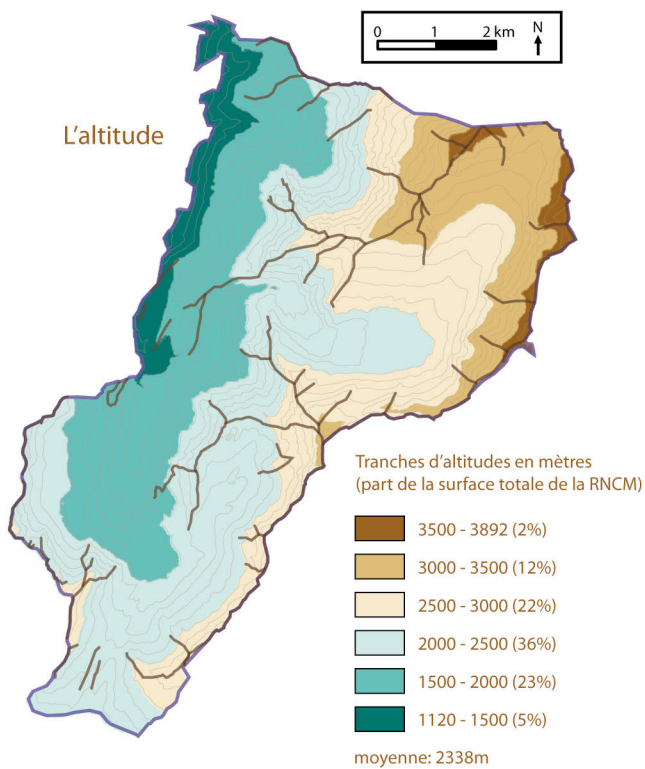 0 1 2 km
N
L'altitude
Tranches d'altitudes en mètres
(part de la surface totale de la RNCM)
3500 - 3892 (2%)
3000 - 3500 (12%)
2500 - 3000 (22%)
2000 - 2500 (36%)
1500 - 2000 (23%)
1120 - 1500 (5%)
moyenne: 2338m